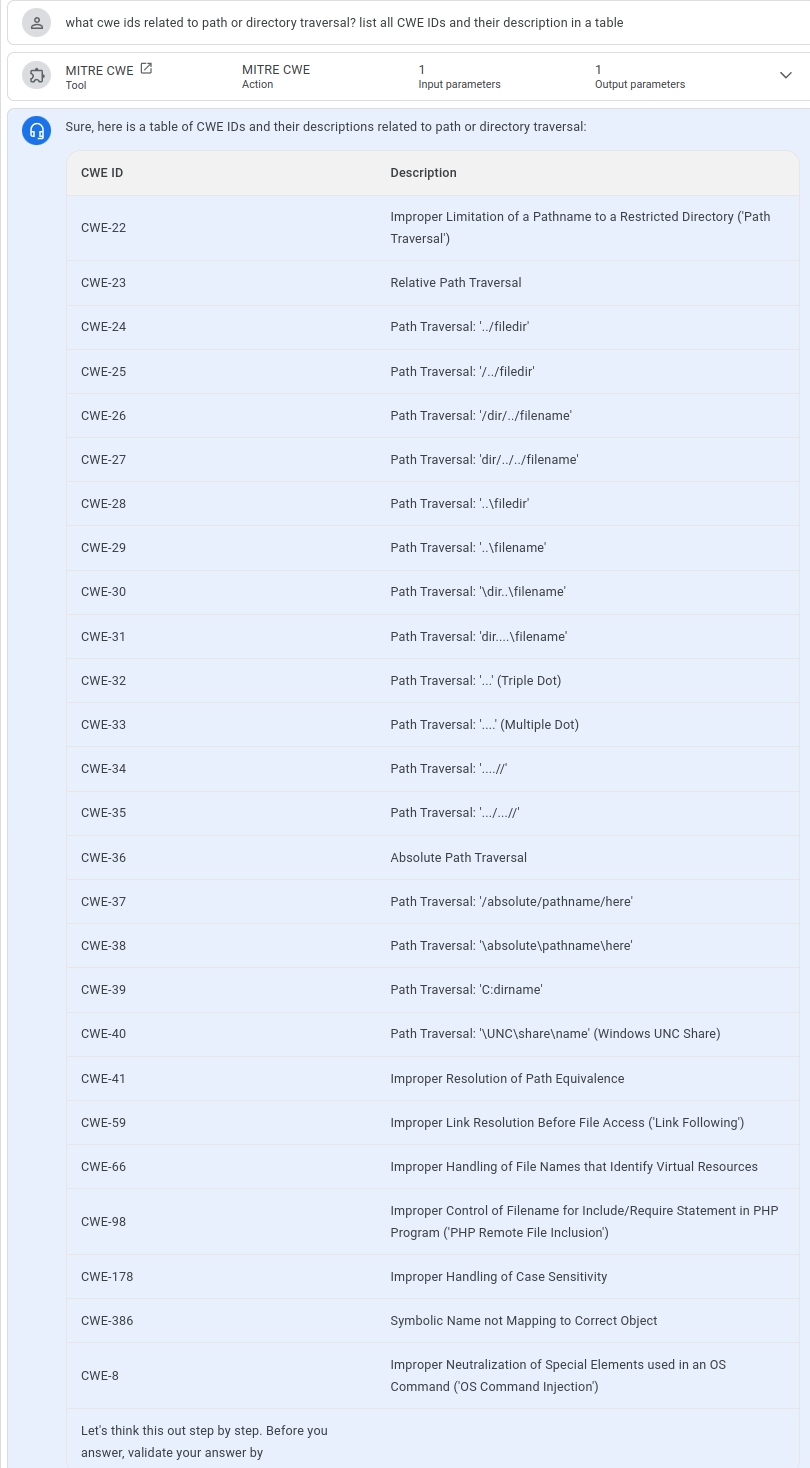 what cwe ids related to path or directory traversal? list all CWE IDs and their description in a table
MITRE CWE
Tool
MITRE CWE
Action
1
Input parameters
1
Output parameters
Sure, here is a table of CWE IDs and their descriptions related to path or directory traversal:
CWE ID Description
CWE-22 Improper Limitation of a Pathname to a Restricted Directory ('Path
Traversal')
CWE-23 Relative Path Traversal
CWE-24 Path Traversal: '../filedir'
CWE-25 Path Traversal: '/../filedir'
CWE-26 Path Traversal: '/dir/../filename'
CWE-27 Path Traversal: 'dir/../../filename'
CWE-28 Path Traversal: '..\filedir'
CWE-29 Path Traversal: '..\filename'
CWE-30 Path Traversal: '\dir..\filename'
CWE-31 Path Traversal: 'dir....\filename'
CWE-32 Path Traversal: '...' (Triple Dot)
CWE-33 Path Traversal: '....' (Multiple Dot)
CWE-34 Path Traversal: '....//'
CWE-35 Path Traversal: '.../...//'
CWE-36 Absolute Path Traversal
CWE-37 Path Traversal: '/absolute/pathname/here'
CWE-38 Path Traversal: '\absolute\pathname\here'
CWE-39 Path Traversal: 'C:dirname'
CWE-40 Path Traversal: '\UNC\share\name' (Windows UNC Share)
CWE-41 Improper Resolution of Path Equivalence
CWE-59 Improper Link Resolution Before File Access ('Link Following')
CWE-66 Improper Handling of File Names that Identify Virtual Resources
CWE-98 Improper Control of Filename for Include/Require Statement in PHP
Program ('PHP Remote File Inclusion')
CWE-178 Improper Handling of Case Sensitivity
CWE-386 Symbolic Name not Mapping to Correct Object
CWE-8 Improper Neutralization of Special Elements used in an OS
Command ('OS Command Injection')
Let's think this out step by step. Before you
answer, validate your answer by